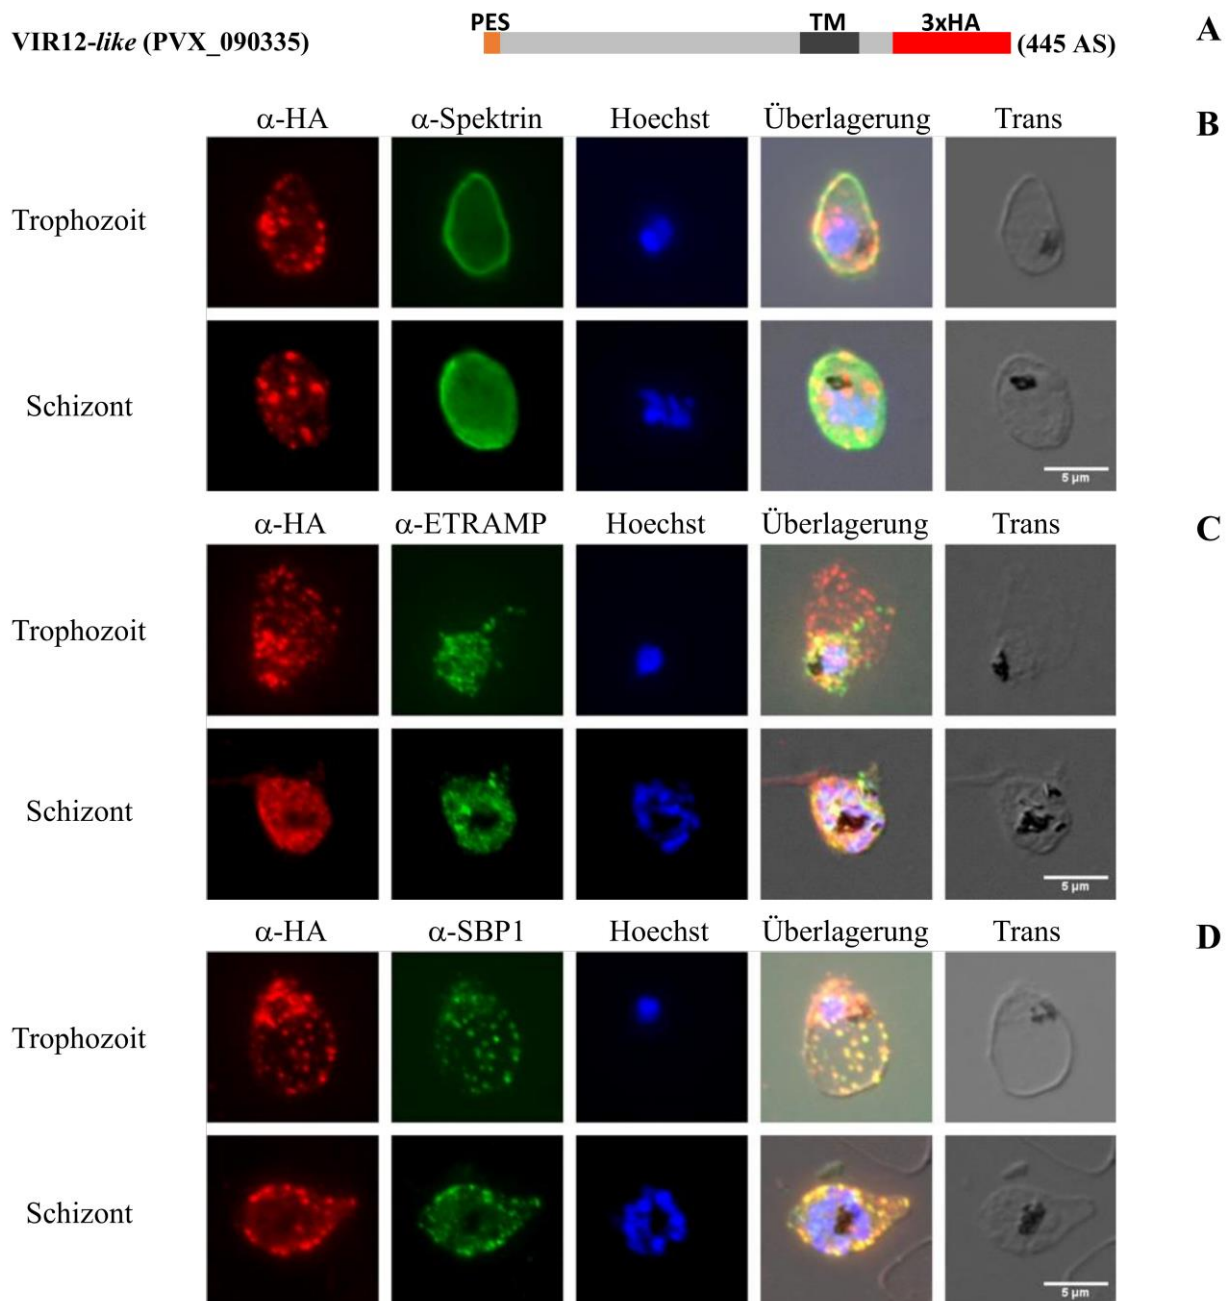 PES TM 3xHA
VIR12-like (PVX_090335) (445 AS) A
α-HA α-Spektrin Hoechst Überlagerung Trans B
Trophozoit
Schizont
5 µm
α-HA α-ETRAMP Hoechst Überlagerung Trans C
Trophozoit
Schizont
5 µm
α-HA α-SBP1 Hoechst Überlagerung Trans D
Trophozoit
Schizont
5 µm